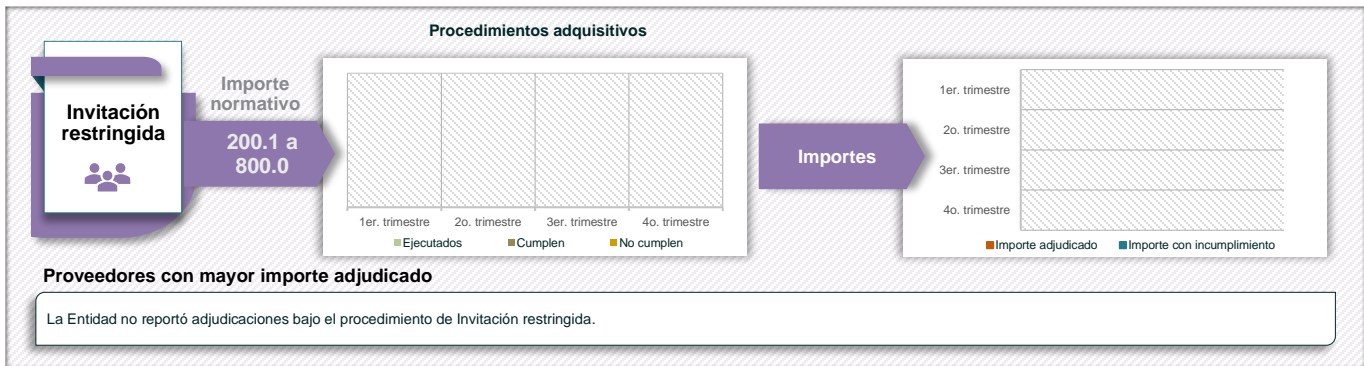 Procedimientos adquisitivos
Invitación
restringida
Importe
normativo
200.1 a
800.0
1er. trimestre 2o. trimestre 3er. trimestre 4o. trimestre
Ejecutados Cumplen No cumplen
Importes
1er. trimestre
2o. trimestre
3er. trimestre
4o. trimestre
Importe adjudicado Importe con incumplimiento
Proveedores con mayor importe adjudicado
La Entidad no reportó adjudicaciones bajo el procedimiento de Invitación restringida.